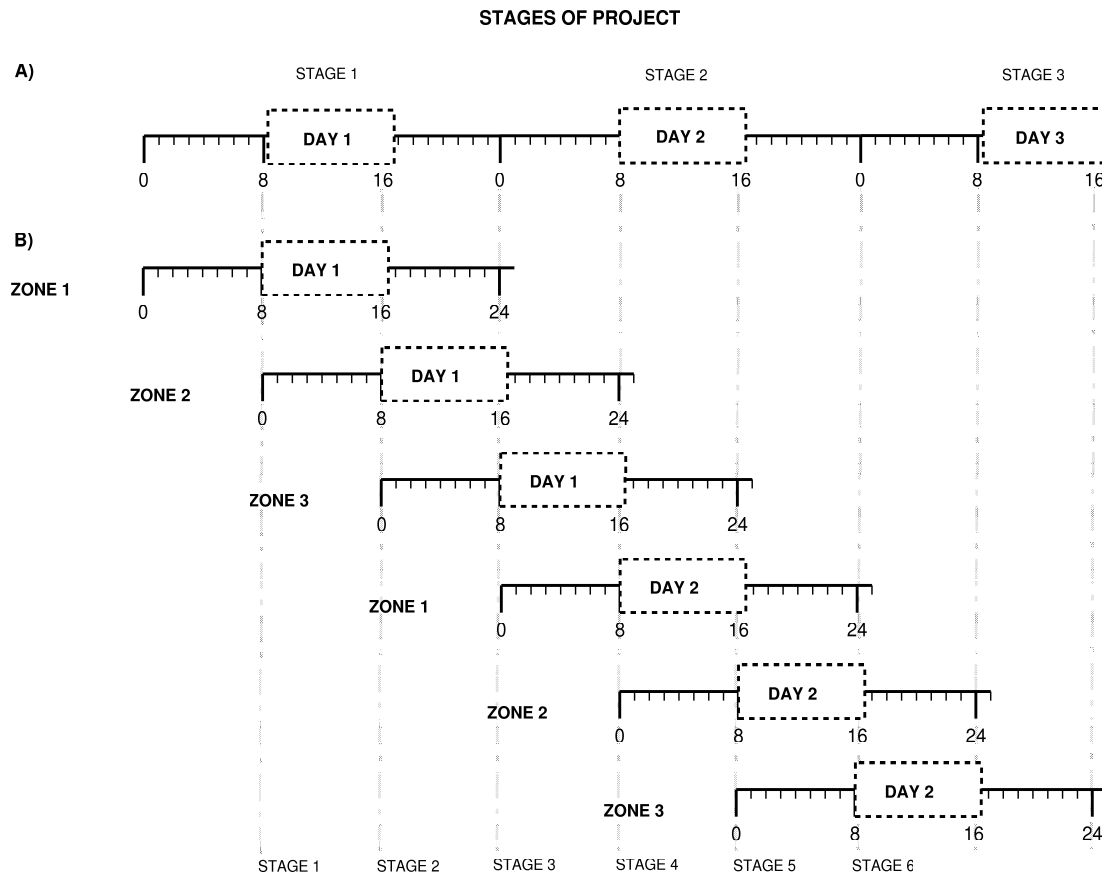 STAGES OF PROJECT
A)
STAGE 1 STAGE 2 STAGE 3
DAY 1 DAY 2 DAY 3
0 8 16 0 8 16 0 8 16
B)
DAY 1
ZONE 1
0 8 16 24
DAY 1
ZONE 2
0 8 16 24
DAY 1
ZONE 3
0 8 16 24
DAY 2
ZONE 1
0 8 16 24
DAY 2
ZONE 2
0 8 16 24
DAY 2
ZONE 3
0 8 16 24
STAGE 1 STAGE 2 STAGE 3 STAGE 4 STAGE 5 STAGE 6